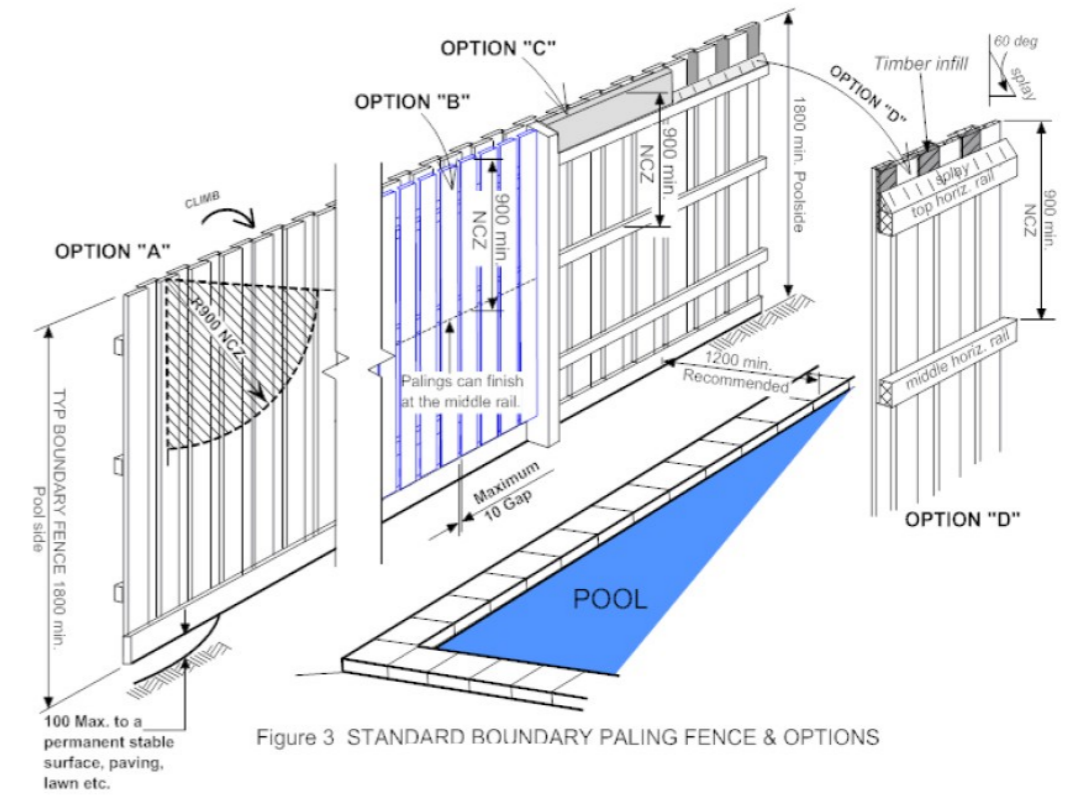 OPTION "C"
OPTION "B"
OPTION "A"
CLIMB
R900 NCZ
TYP BOUNDARY FENCE 1800 min.
Pool side
100 Max. to a
permanent stable
surface, paving,
lawn etc.
900 min.
NCZ
Palings can finish
at the middle rail.
Maximum
10 Gap
900 min.
NCZ
1800 min. Poolside
1200 min.
Recommended
POOL
OPTION "D"
Timber infill
60 deg
splay
splay
top horiz. rail
900 min.
NCZ
middle horiz. rail
OPTION "D"
Figure 3 STANDARD BOUNDARY PALING FENCE & OPTIONS